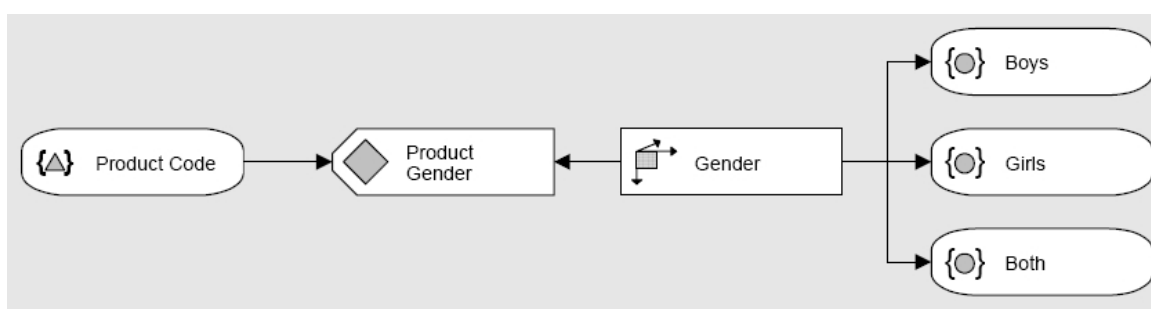 Product Code
Product
Gender
Gender
Boys
Girls
Both